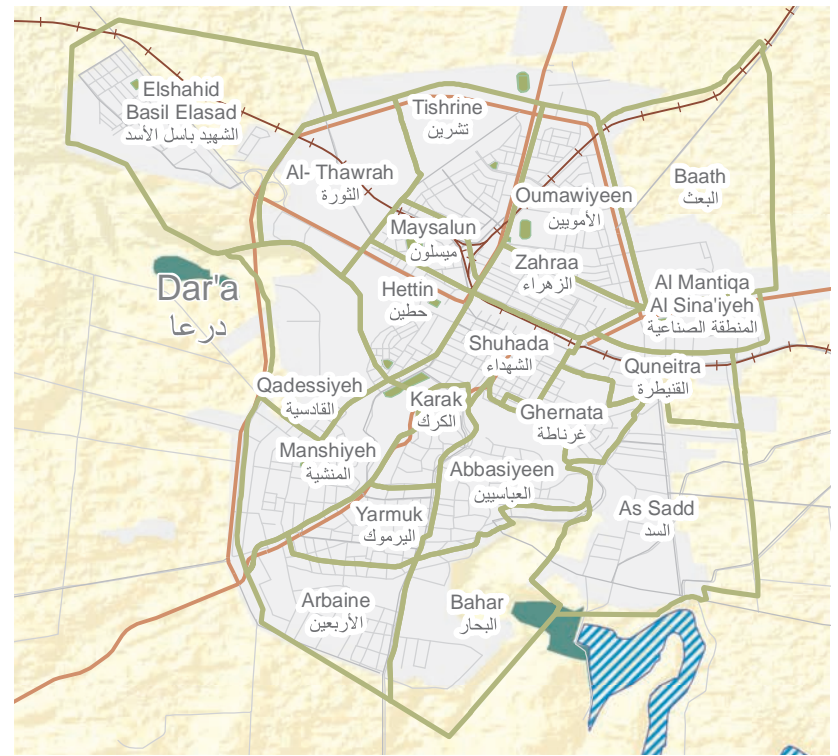 Elshahid
Basil Elasad
الشهيد باسل الأسد
Tishrine
تشرين
Al- Thawrah
الثورة
Baath
البعث
Oumawiyeen
الأمويين
Maysalun
ميسلون
Zahraa
الزهراء
Dar'a
درعا
Hettin
حطين
Al Mantiqa
Al Sina'iyeh
المنطقة الصناعية
Shuhada
الشهداء
Quneitra
القنيطرة
Qadessiyeh
القادسية
Karak
الكرك
Ghernata
غرناطة
Manshiyeh
المنشية
Abbasiyeen
العباسيين
As Sadd
السد
Yarmuk
اليرموك
Arbaine
الأربعين
Bahar
البحار